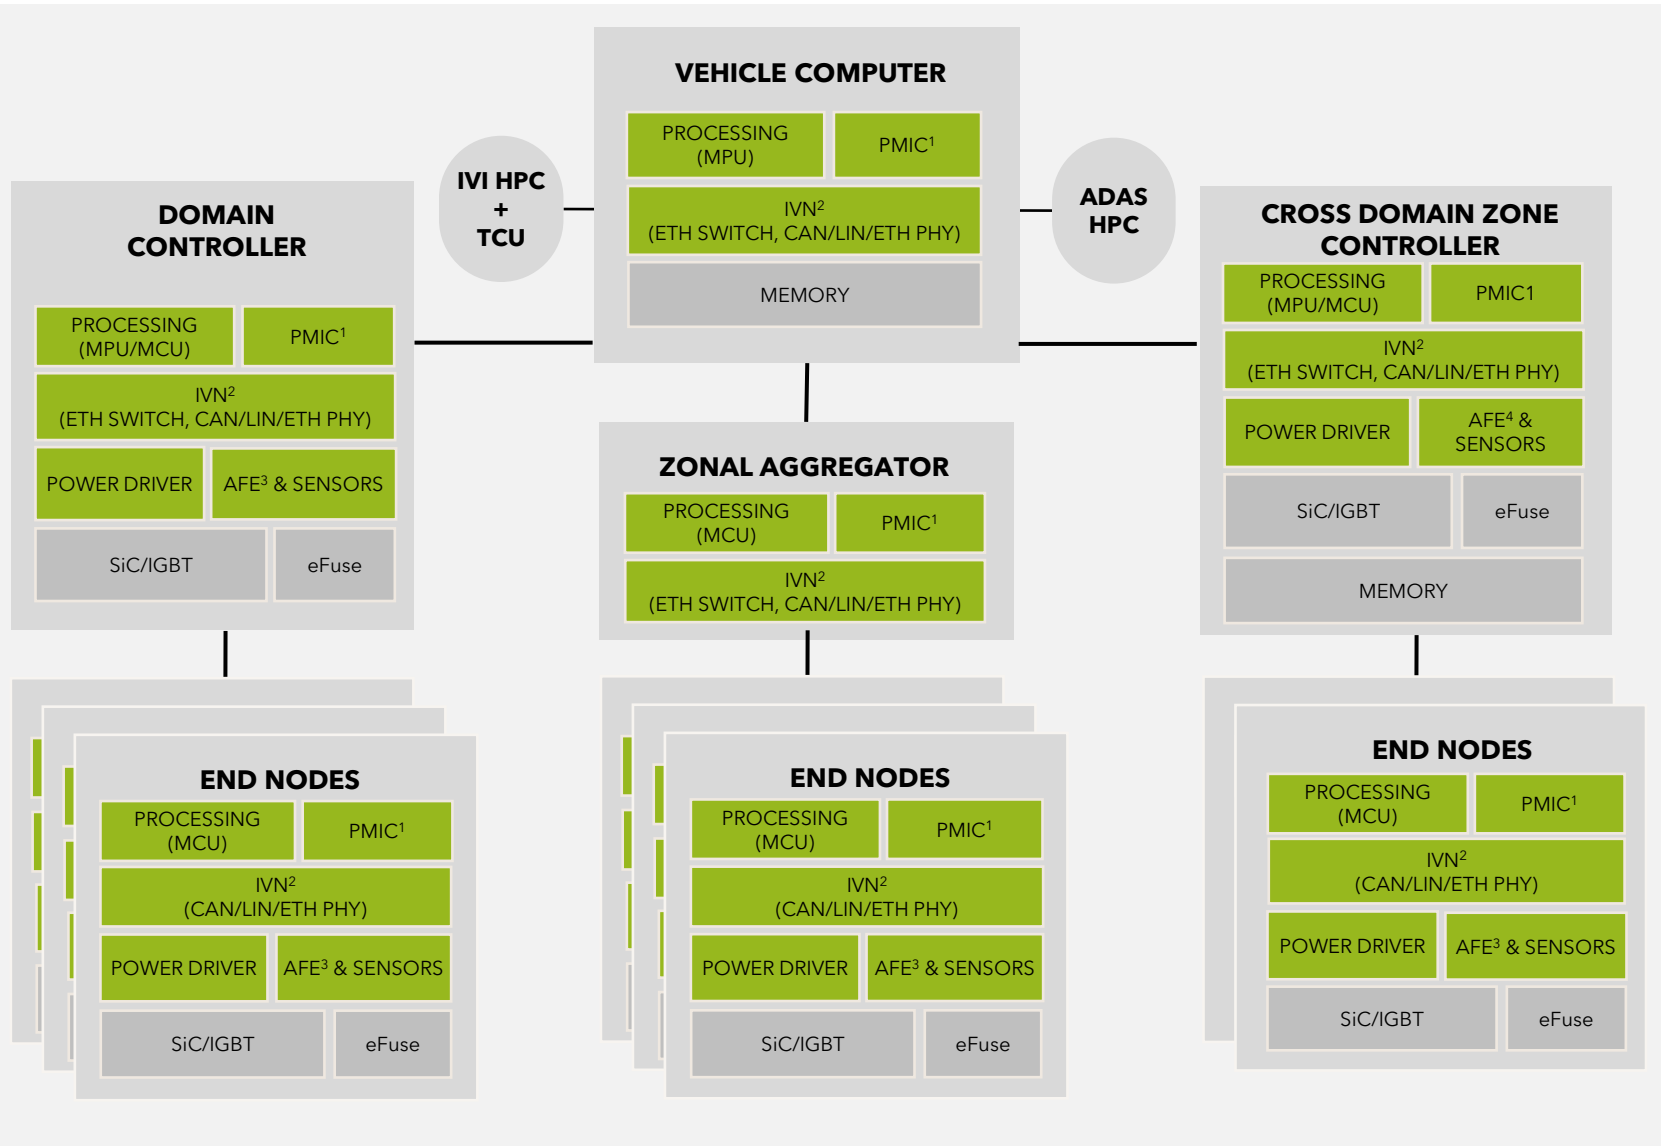 VEHICLE COMPUTER
PROCESSING
(MPU)
PMIC¹
IVN²
(ETH SWITCH, CAN/LIN/ETH PHY)
MEMORY
IVI HPC
+
TCU
ADAS
HPC
DOMAIN
CONTROLLER
PROCESSING
(MPU/MCU)
PMIC¹
IVN²
(ETH SWITCH, CAN/LIN/ETH PHY)
POWER DRIVER
AFE³ & SENSORS
SiC/IGBT
eFuse
ZONAL AGGREGATOR
PROCESSING
(MCU)
PMIC¹
IVN²
(ETH SWITCH, CAN/LIN/ETH PHY)
CROSS DOMAIN ZONE
CONTROLLER
PROCESSING
(MPU/MCU)
PMIC1
IVN²
(ETH SWITCH, CAN/LIN/ETH PHY)
POWER DRIVER
AFE⁴ &
SENSORS
SiC/IGBT
eFuse
MEMORY
END NODES
PROCESSING
(MCU)
PMIC¹
IVN²
(CAN/LIN/ETH PHY)
POWER DRIVER
AFE³ & SENSORS
SiC/IGBT
eFuse
END NODES
PROCESSING
(MCU)
PMIC¹
IVN²
(CAN/LIN/ETH PHY)
POWER DRIVER
AFE³ & SENSORS
SiC/IGBT
eFuse
END NODES
PROCESSING
(MCU)
PMIC¹
IVN²
(CAN/LIN/ETH PHY)
POWER DRIVER
AFE³ & SENSORS
SiC/IGBT
eFuse